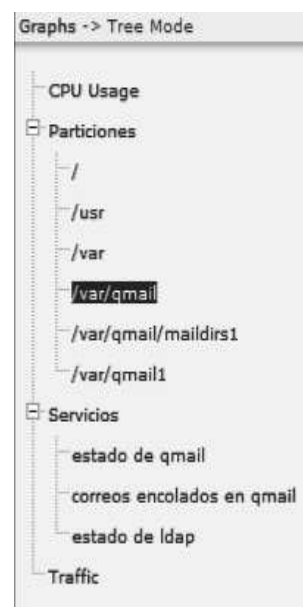 Graphs -> Tree Mode
CPU Usage
Particiones
/
/usr
/var
/var/qmail
/var/qmail/maildirs1
/var/qmail1
Servicios
estado de qmail
correos encolados en qmail
estado de ldap
Traffic